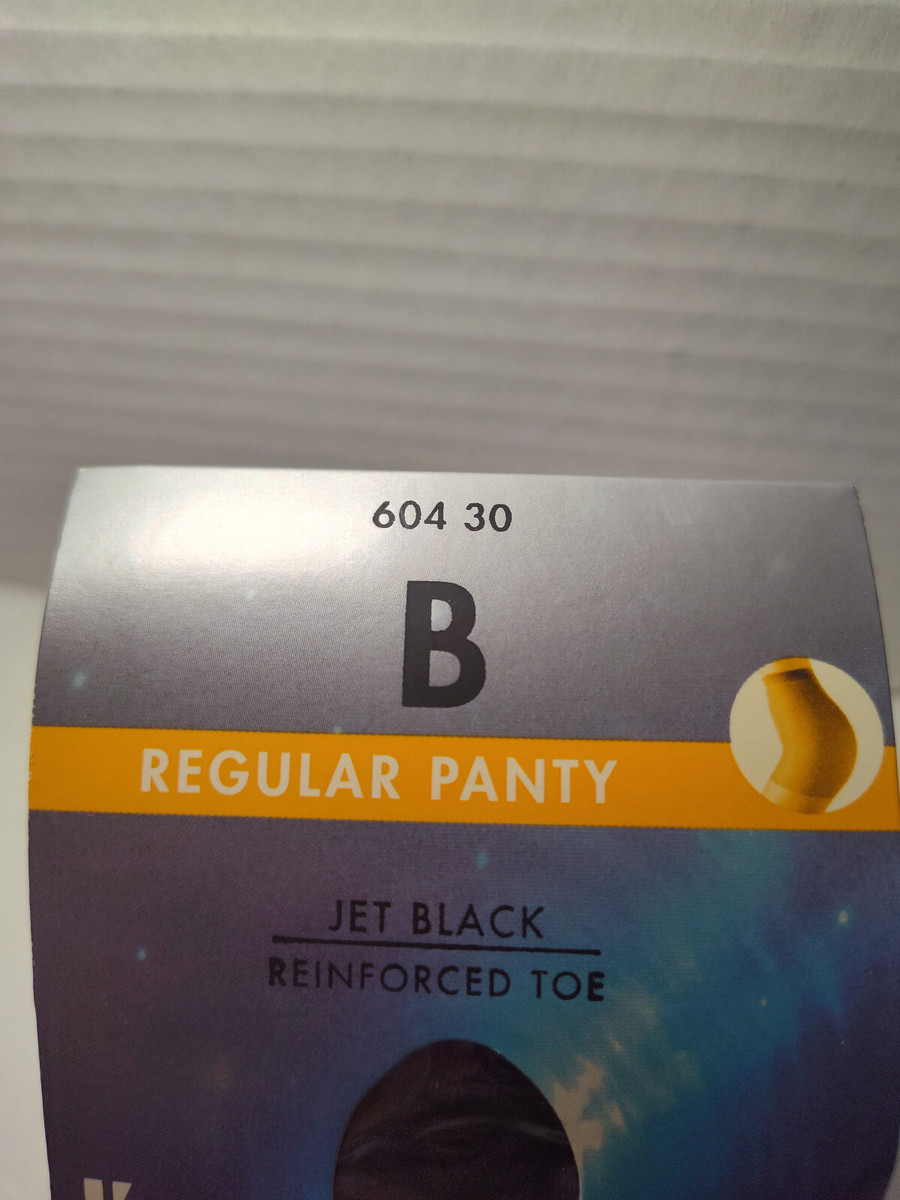 604 30
B
REGULAR PANTY
JET BLACK
REINFORCED TOE